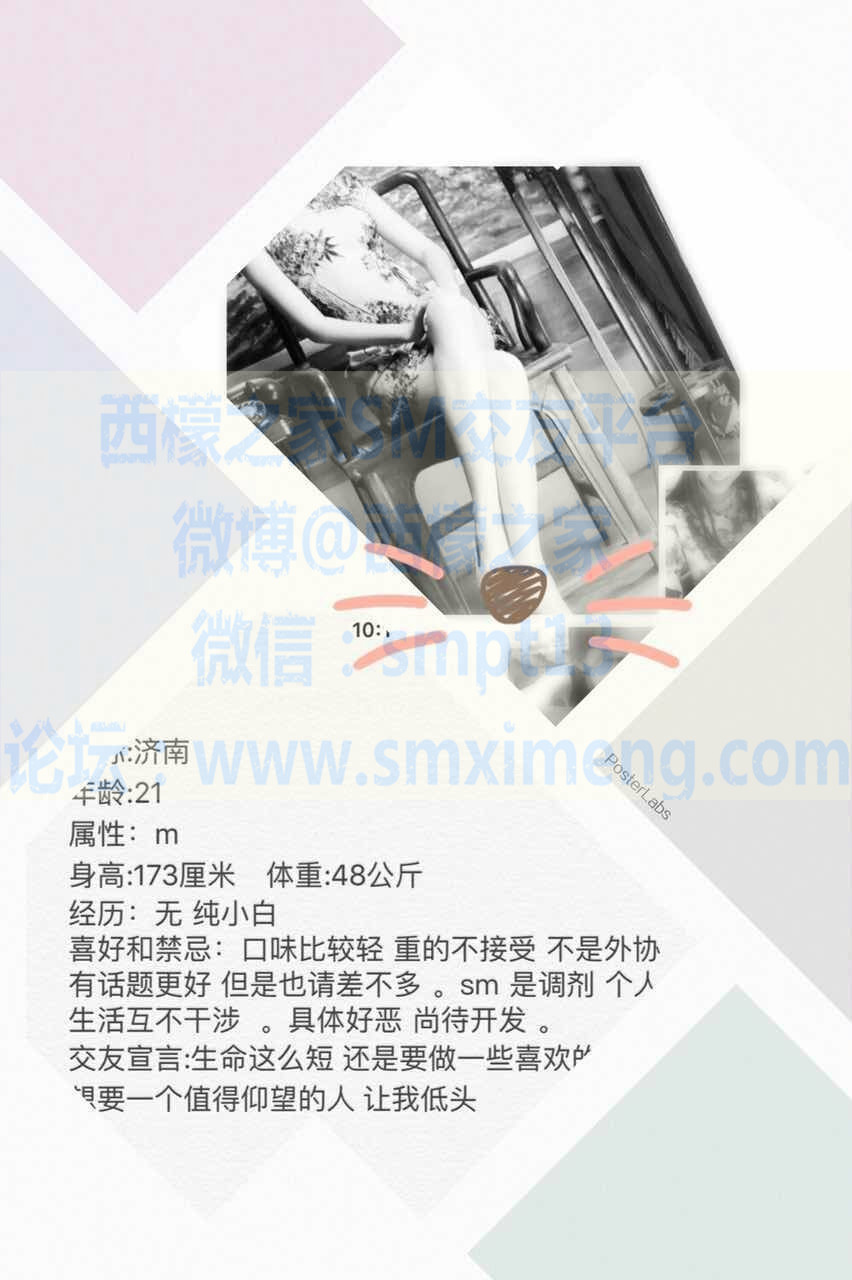 西檬之家SM交友平台
微博@西檬之家
10:
微信：smpt13
:济南
论坛：www.smximeng.com
PosterLabs
年龄:21
属性：m
身高:173厘米 体重:48公斤
经历：无 纯小白
喜好和禁忌：口味比较轻 重的不接受 不是外协
有话题更好 但是也请差不多 。sm 是调剂 个人
生活互不干涉 。具体好恶 尚待开发 。
交友宣言:生命这么短 还是要做一些喜欢的
想要一个值得仰望的人 让我低头